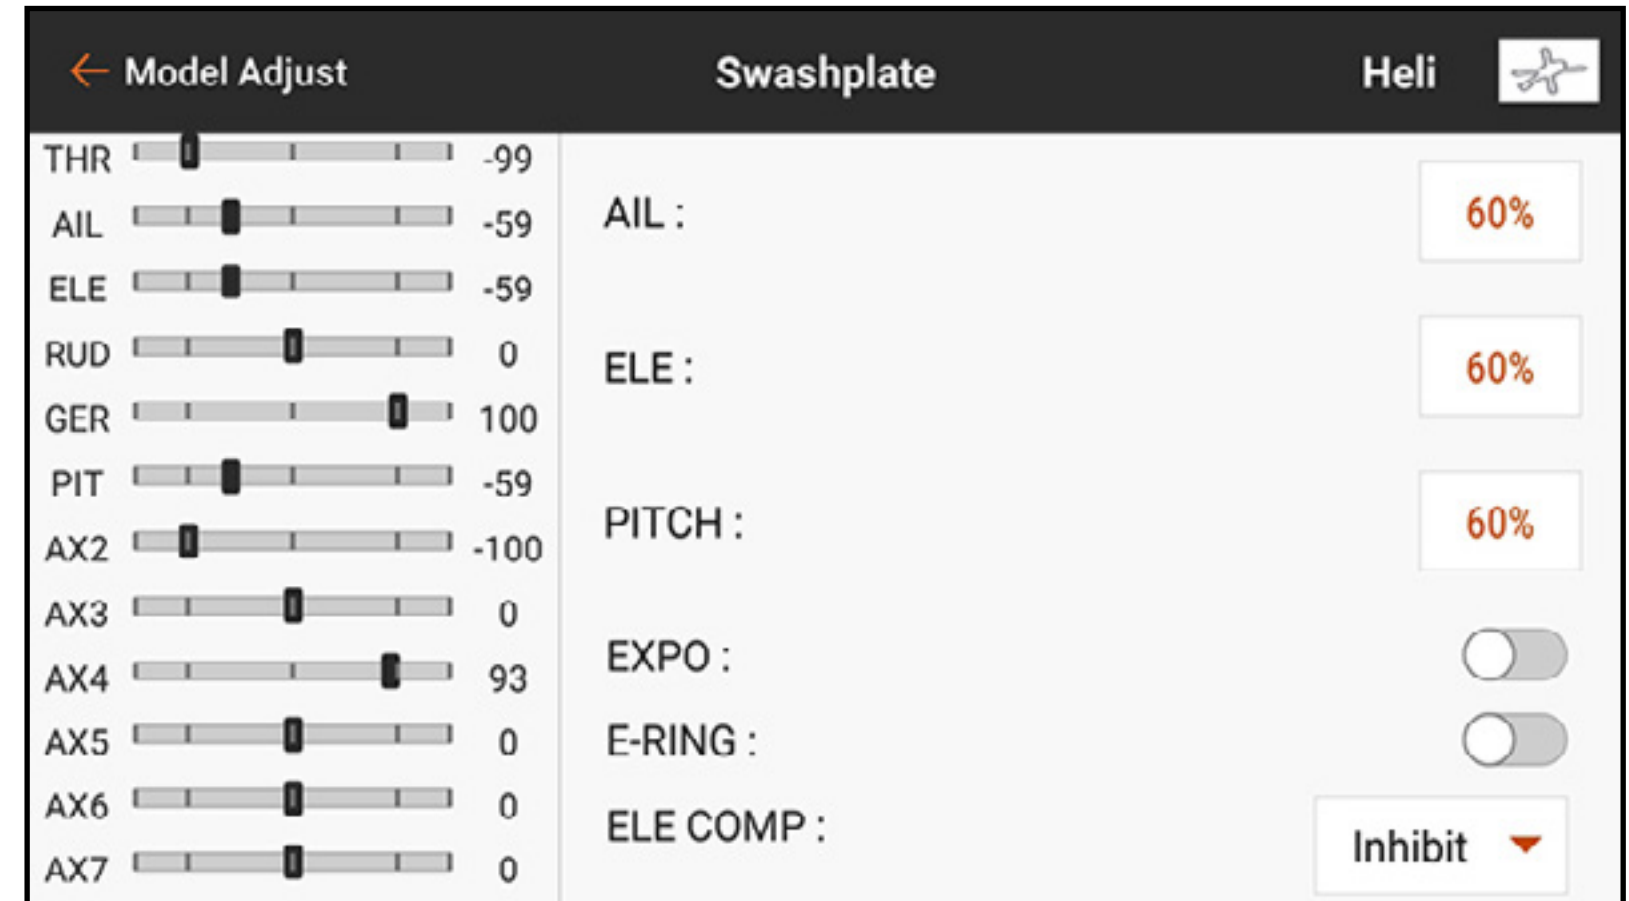 Model Adjust Swashplate Heli
THR -99
AIL -59
ELE -59
RUD 0
GER 100
PIT -59
AX2 -100
AX3 0
AX4 93
AX5 0
AX6 0
AX7 0
AIL : 60%
ELE : 60%
PITCH : 60%
EXPO :
E-RING :
ELE COMP : Inhibit